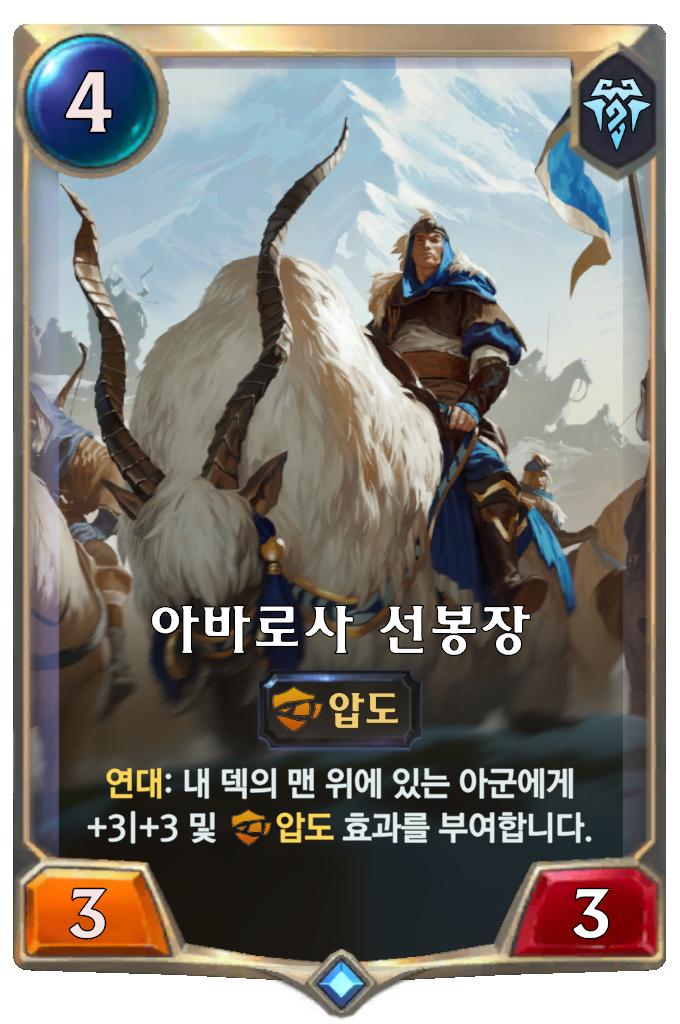 4
아바로사 선봉장
압도
연대: 내 덱의 맨 위에 있는 아군에게
+3|+3 및 압도 효과를 부여합니다.
3
3